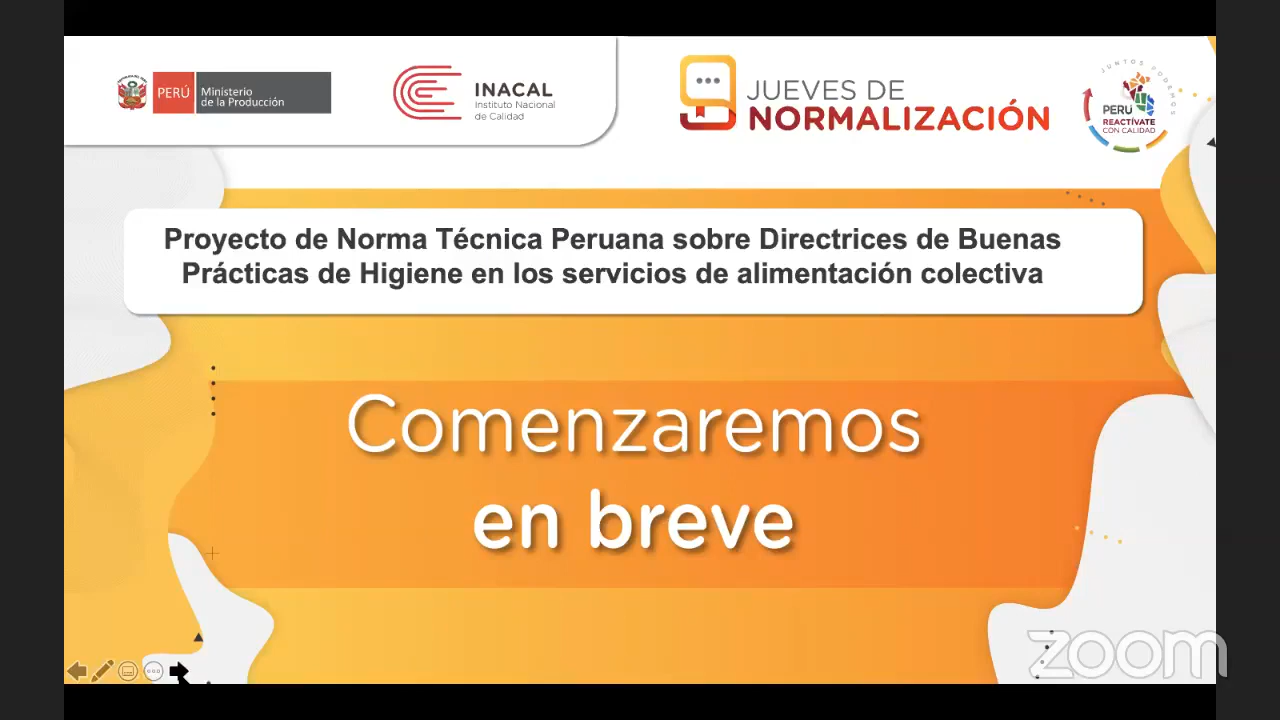 PERÚ
Ministerio
de la Producción
INACAL
Instituto Nacional
de Calidad
JUEVES DE
NORMALIZACIÓN
JUNTOS PODEMOS
PERÚ
REACTÍVATE
CON CALIDAD
Proyecto de Norma Técnica Peruana sobre Directrices de Buenas
Prácticas de Higiene en los servicios de alimentación colectiva
Comenzaremos
en breve
zoom